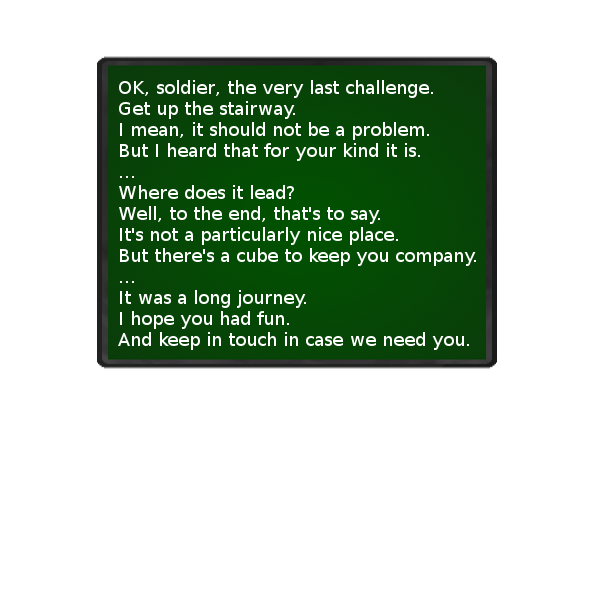 OK, soldier, the very last challenge.
Get up the stairway.
I mean, it should not be a problem.
But I heard that for your kind it is.
...
Where does it lead?
Well, to the end, that's to say.
It's not a particularly nice place.
But there's a cube to keep you company.
...
It was a long journey.
I hope you had fun.
And keep in touch in case we need you.